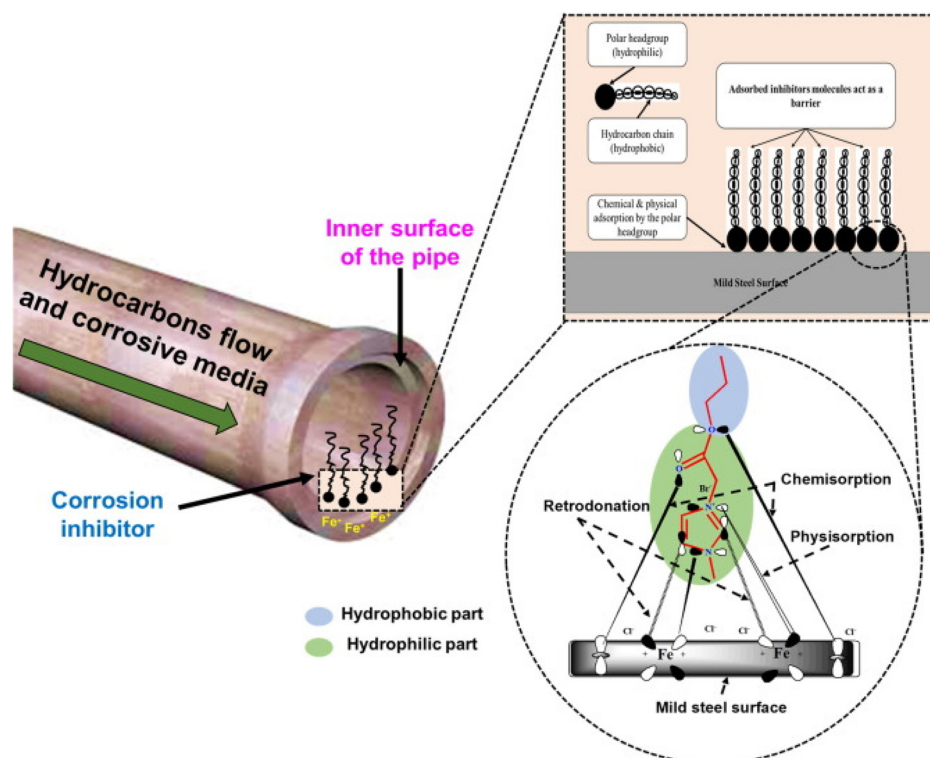 Hydrocarbons flow
and corrosive media
Inner surface
of the pipe
Corrosion
inhibitor
Fe⁺
Fe⁺
Fe⁺
Hydrophobic part
Hydrophilic part
Polar headgroup
(hydrophilic)
Hydrocarbon chain
(hydrophobic)
Adsorbed inhibitors molecules act as a
barrier
Chemical & physical
adsorption by the polar
headgroup
Mild Steel Surface
O
O
Br⁻
N⁺
N
Retrodonation
Chemisorption
Physisorption
Cl⁻
Cl⁻
Cl⁻
Cl⁻
+ Fe +
+ Fe +
Mild steel surface